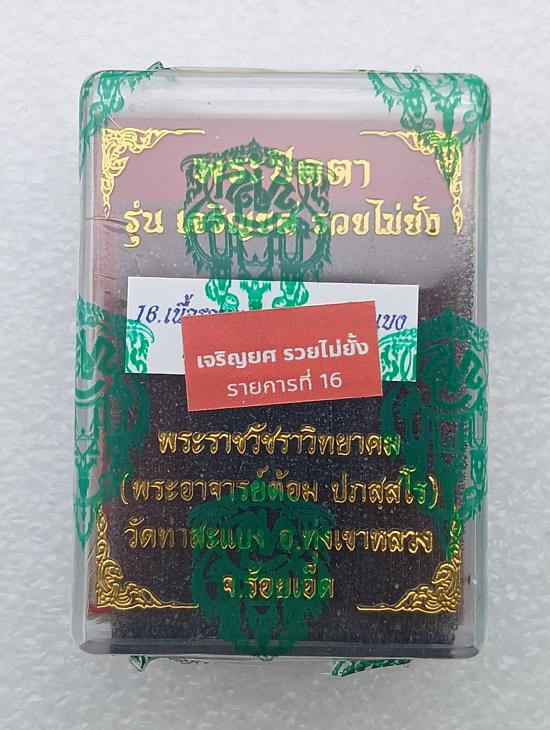 พระปิดตา
รุ่น เจริญยศ รวยไม่ยั้ง
16.เนื้อ
เจริญยศ รวยไม่ยั้ง
รายการที่ 16
พระราชวัชราวิทยาคม
(พระอาจารย์ต้อม ปภสฺสโร)
วัดท่าสะแบง อ.ทุ่งเขาหลวง
จ.ร้อยเอ็ด